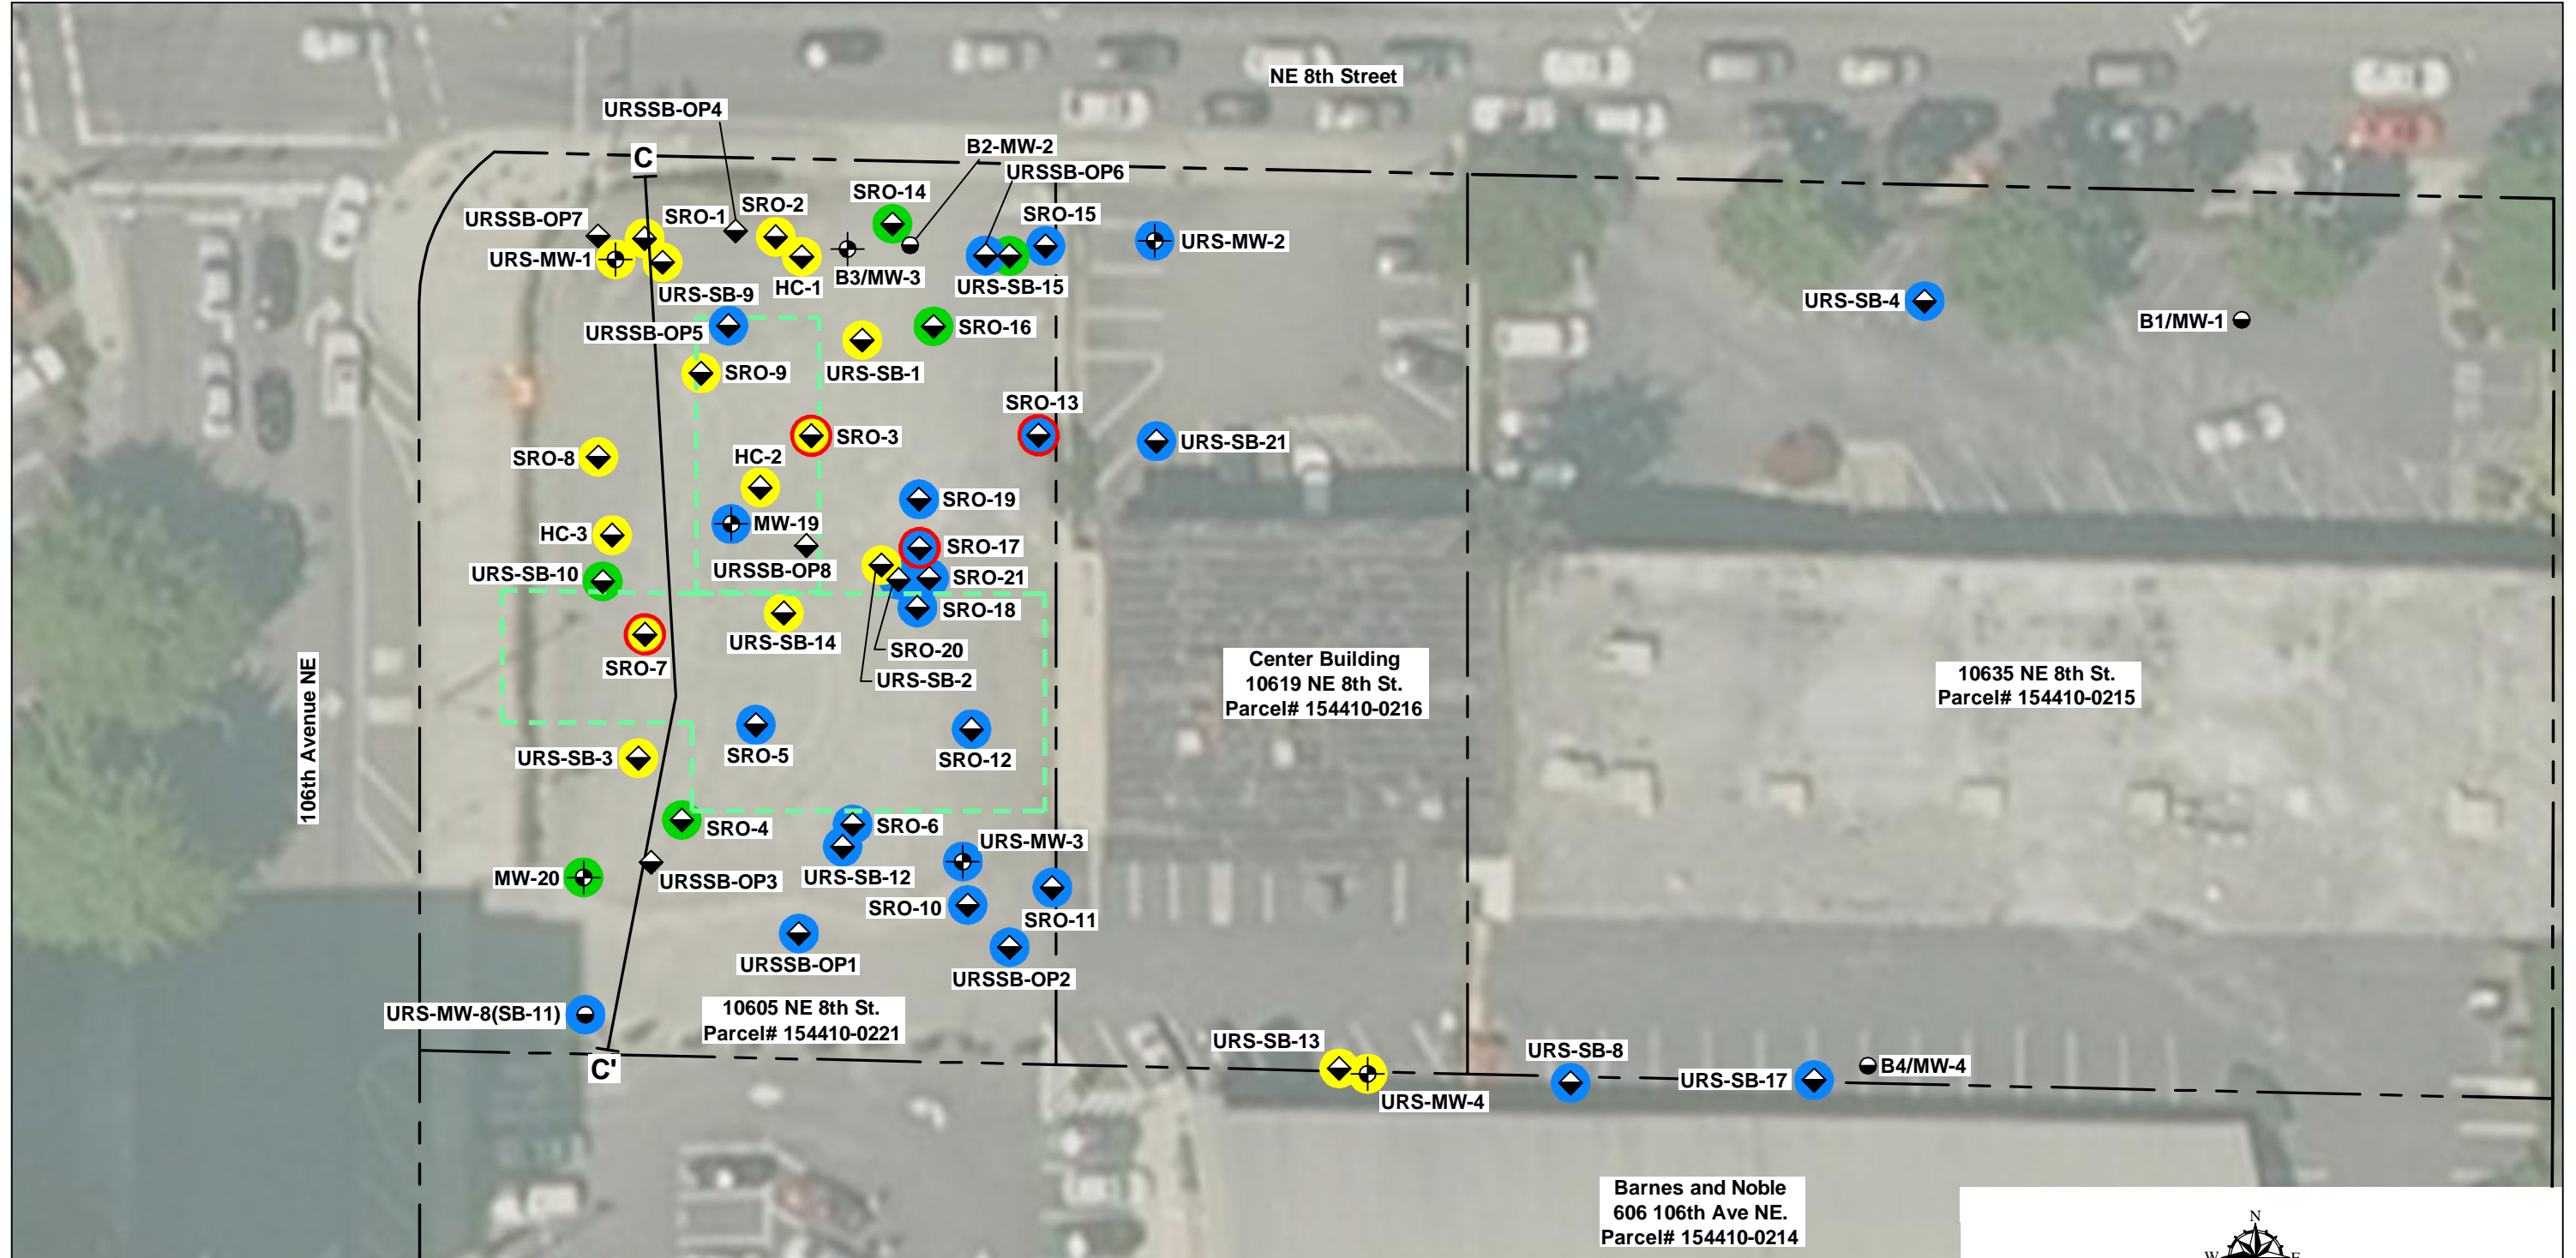 NE 8th Street
URSSB-OP4
B2-MW-2
C
URSSB-OP6
SRO-14
SRO-2
SRO-1
SRO-15
URSSB-OP7
URS-MW-2
URS-MW-1
B3/MW-3
HC-1
URS-SB-15
URS-SB-9
URS-SB-4
B1/MW-1
SRO-16
URSSB-OP5
SRO-9
URS-SB-1
SRO-13
SRO-3
URS-SB-21
HC-2
SRO-8
SRO-19
MW-19
HC-3
SRO-17
URSSB-OP8
URS-SB-10
SRO-21
SRO-18
URS-SB-14
SRO-20
SRO-7
URS-SB-2
106th Avenue NE
Center Building
10619 NE 8th St.
Parcel# 154410-0216
10635 NE 8th St.
Parcel# 154410-0215
SRO-5
URS-SB-3
SRO-12
SRO-6
SRO-4
URS-MW-3
MW-20
URSSB-OP3
URS-SB-12
SRO-10
SRO-11
URSSB-OP1
URSSB-OP2
10605 NE 8th St.
Parcel# 154410-0221
URS-MW-8(SB-11)
C'
URS-SB-13
URS-SB-8
URS-SB-17
B4/MW-4
URS-MW-4
Barnes and Noble
606 106th Ave NE.
Parcel# 154410-0214
N
W E